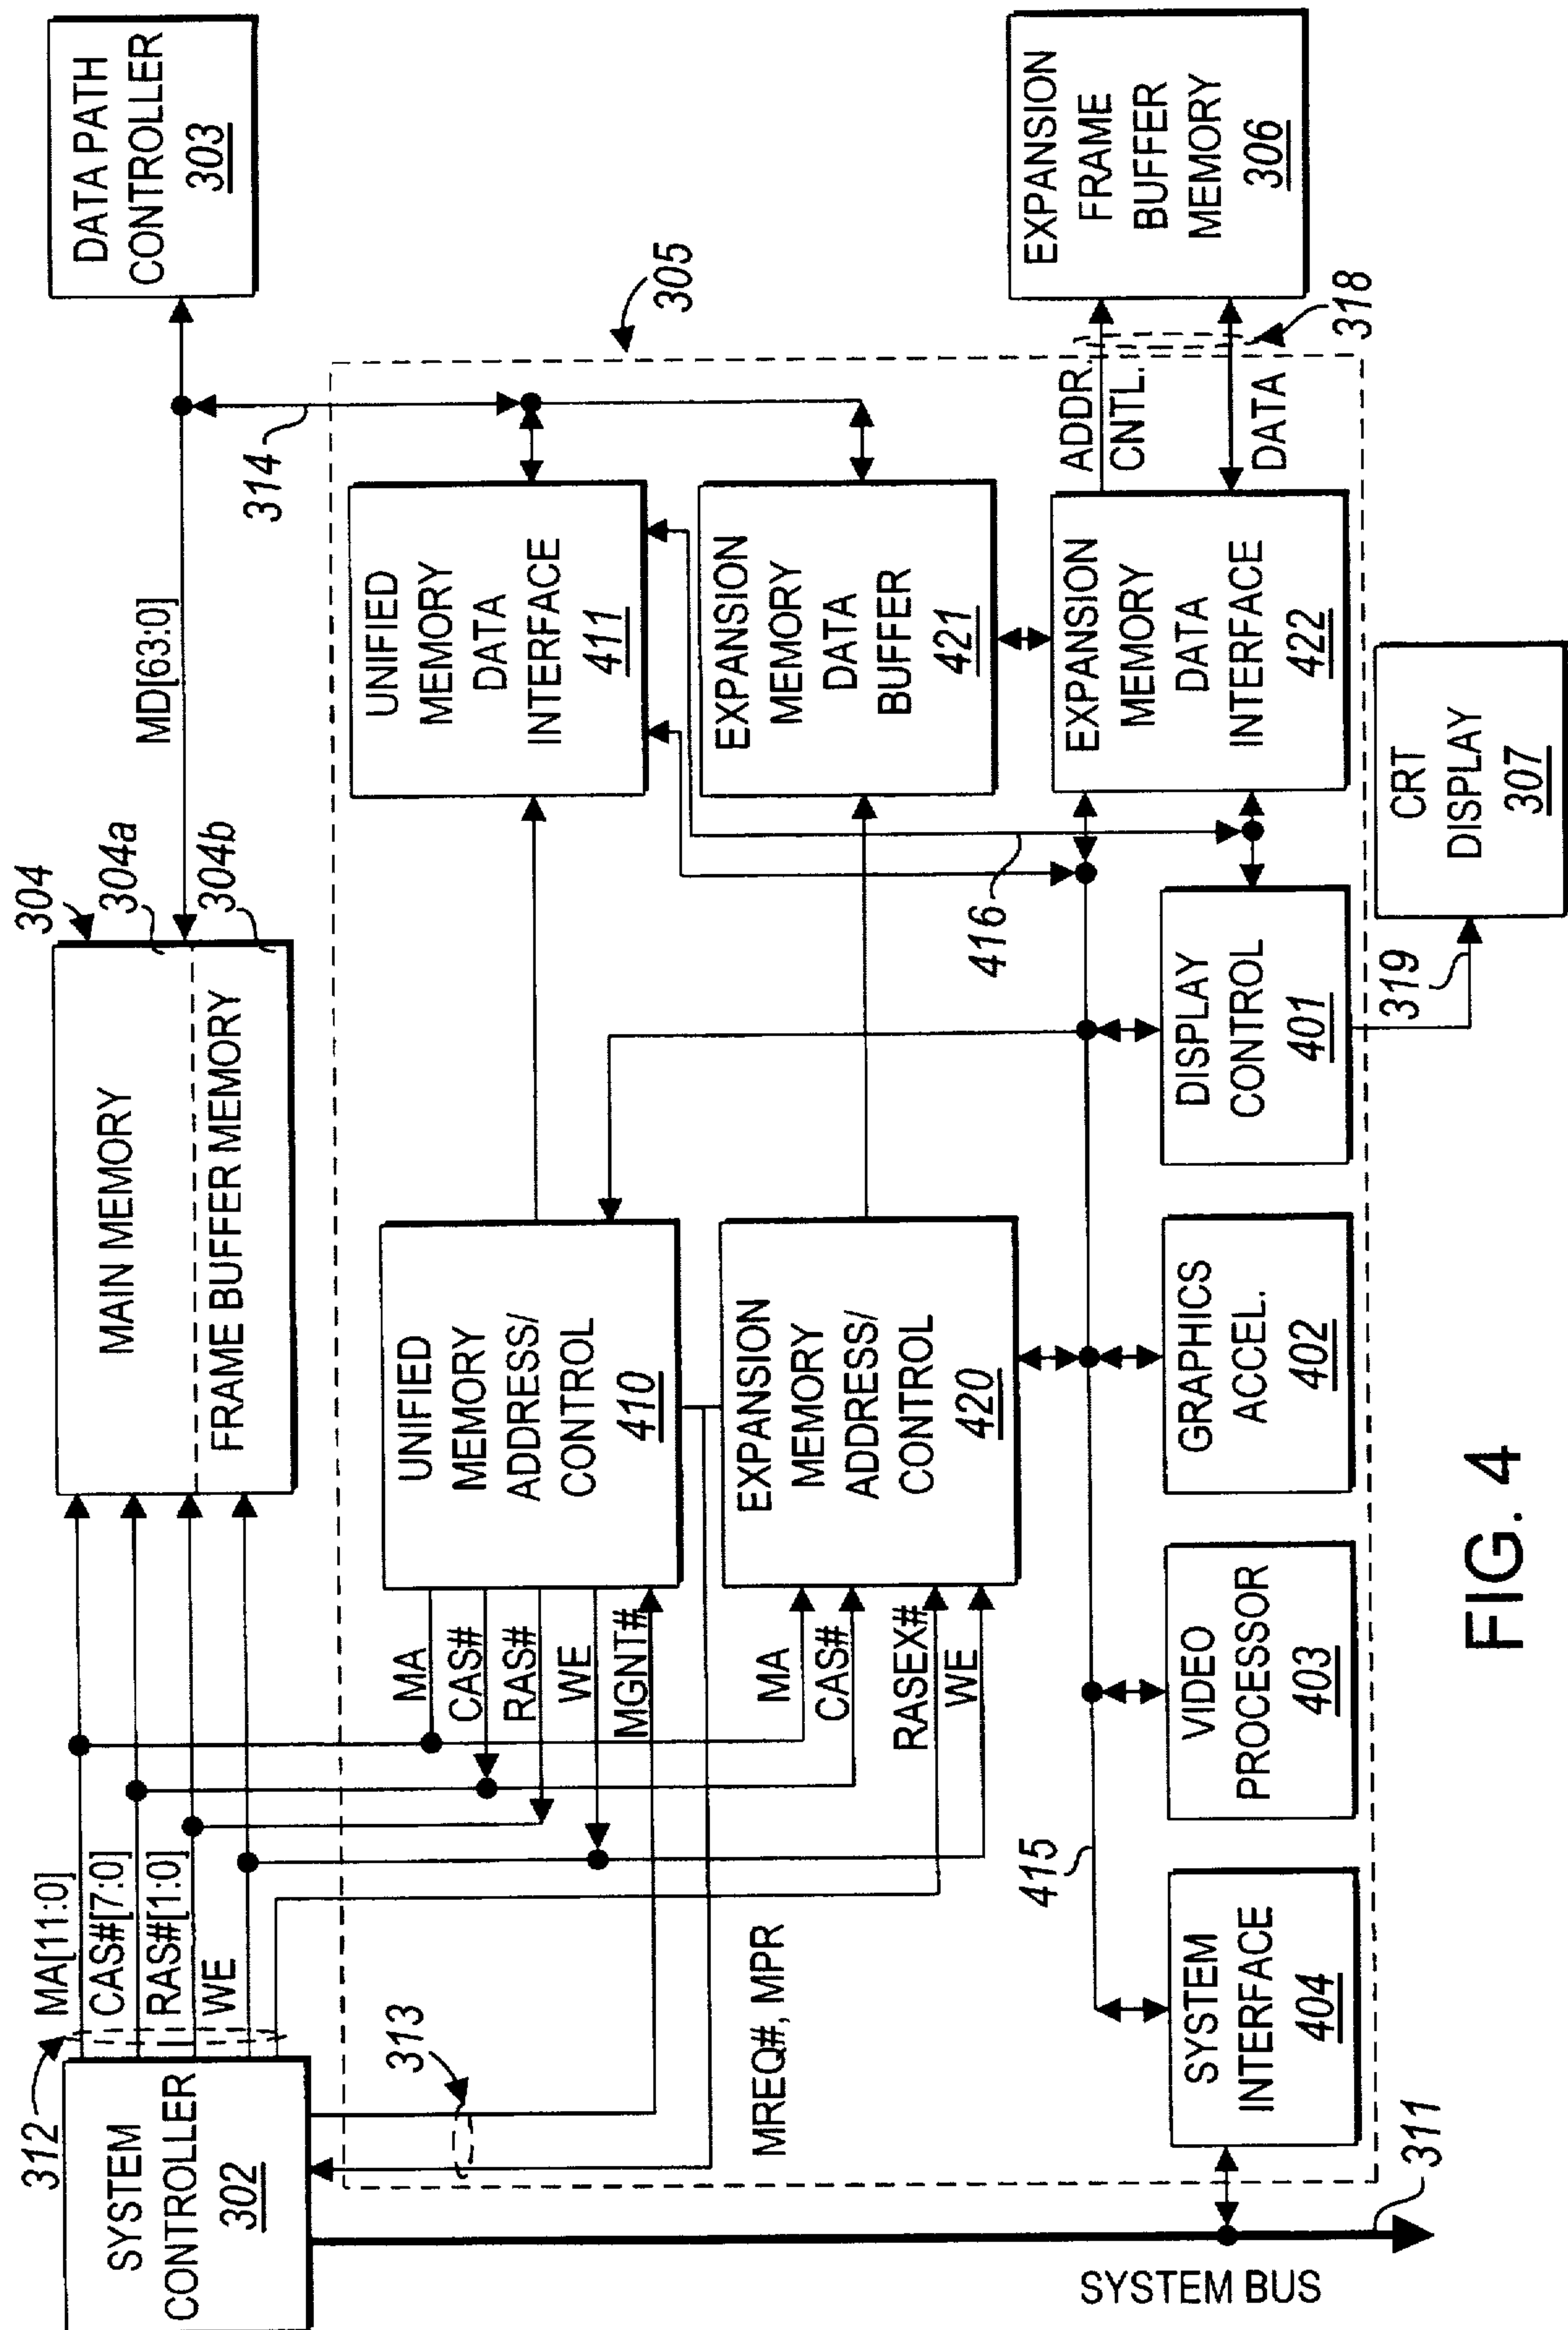 SYSTEM
CONTROLLER
302
312
MA[11:0]
CAS#[7:0]
RAS#[1:0]
WE
MAIN MEMORY
FRAME BUFFER MEMORY
304
304a
304b
MD[63:0]
DATA PATH
CONTROLLER
303
314
305
313
MREQ#, MPR
MA
CAS#
RAS#
WE
MGNT#
UNIFIED
MEMORY
ADDRESS/
CONTROL
410
UNIFIED
MEMORY
DATA
INTERFACE
411
MA
CAS#
RASEX#
WE
EXPANSION
MEMORY
ADDRESS/
CONTROL
420
EXPANSION
MEMORY
DATA
BUFFER
421
416
415
EXPANSION
MEMORY
DATA
INTERFACE
422
ADDR.
CNTL.
DATA
318
EXPANSION
FRAME
BUFFER
MEMORY
306
SYSTEM
INTERFACE
404
VIDEO
PROCESSOR
403
GRAPHICS
ACCEL.
402
DISPLAY
CONTROL
401
319
CRT
DISPLAY
307
SYSTEM BUS
311
FIG. 4